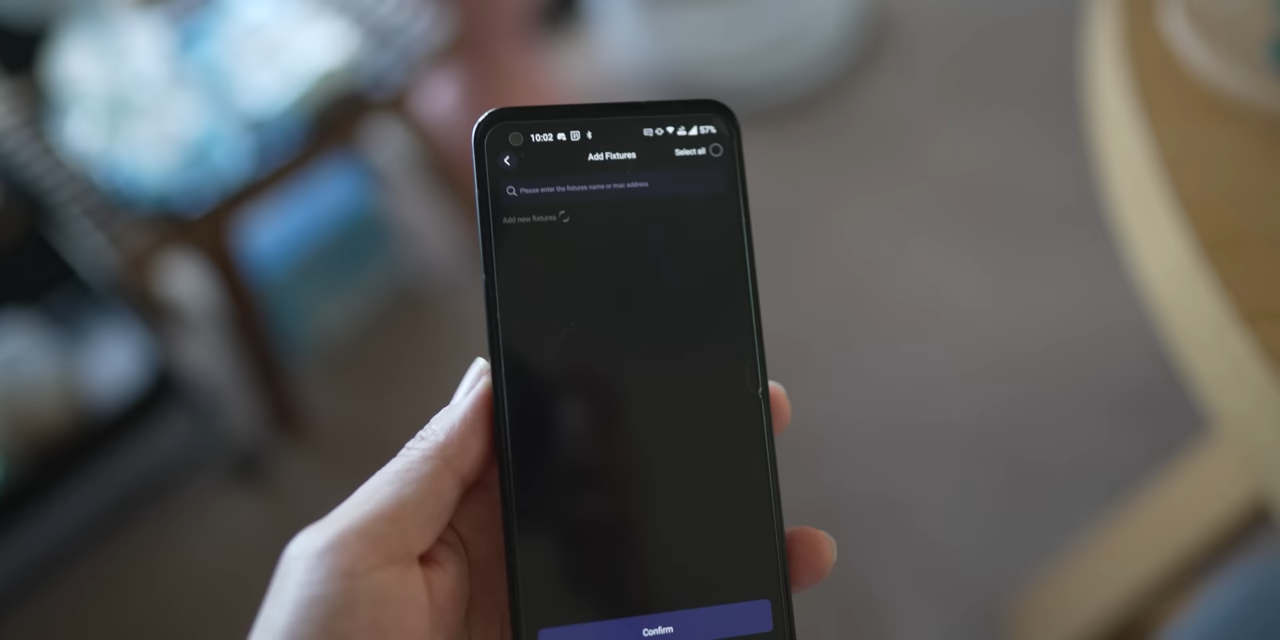 10:02 57%
Add Fixtures
Select all
Please enter the fixtures name or mac address
Add new fixtures
Confirm